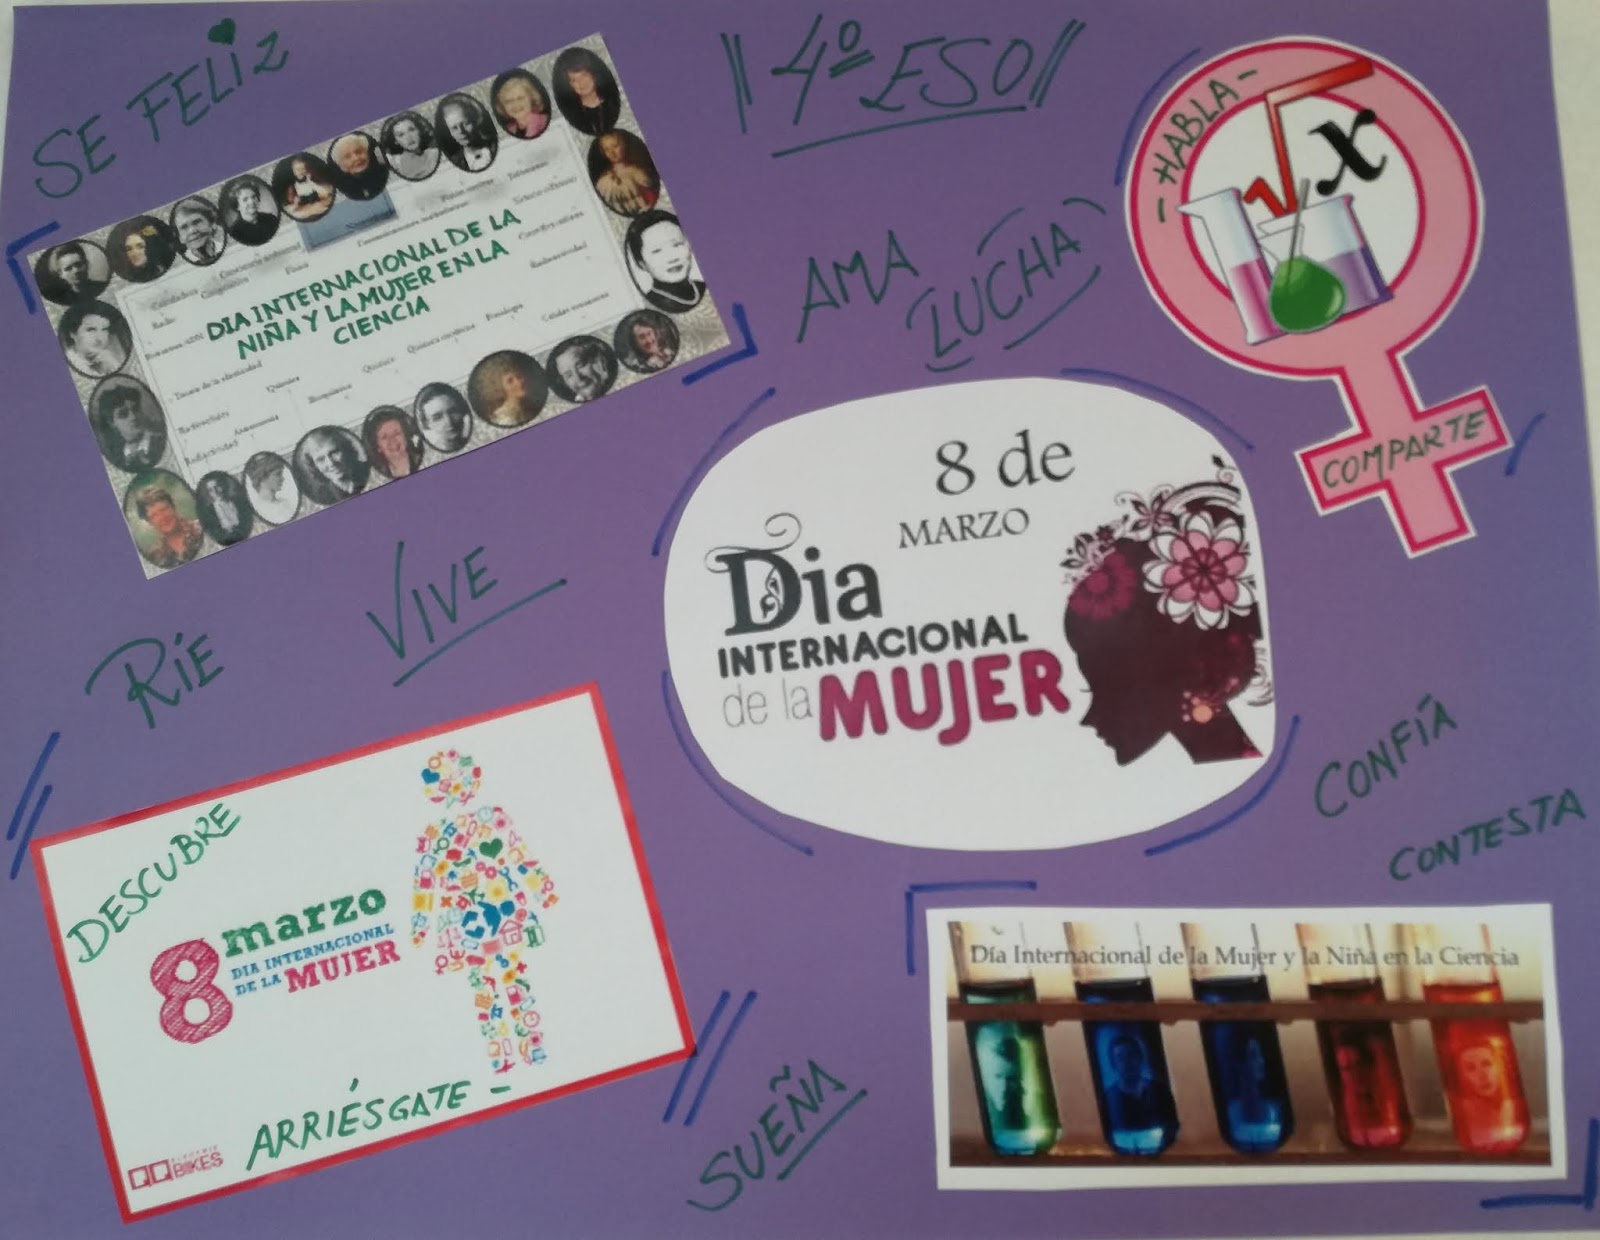 SE FELIZ
4º ESO
HABLA
x
DIA INTERNACIONAL DE LA
NIÑA Y LA MUJER EN LA
CIENCIA
AMA
LUCHA
COMPARTE
8 de
MARZO
Dia
INTERNACIONAL
de la MUJER
VIVE
RÍE
CONFÍA
CONTESTA
DESCUBRE
8 marzo
DIA INTERNACIONAL
DE LA MUJER
ARRIÉSGATE
QQBIKES
SUEÑA
Día Internacional de la Mujer y la Niña en la Ciencia